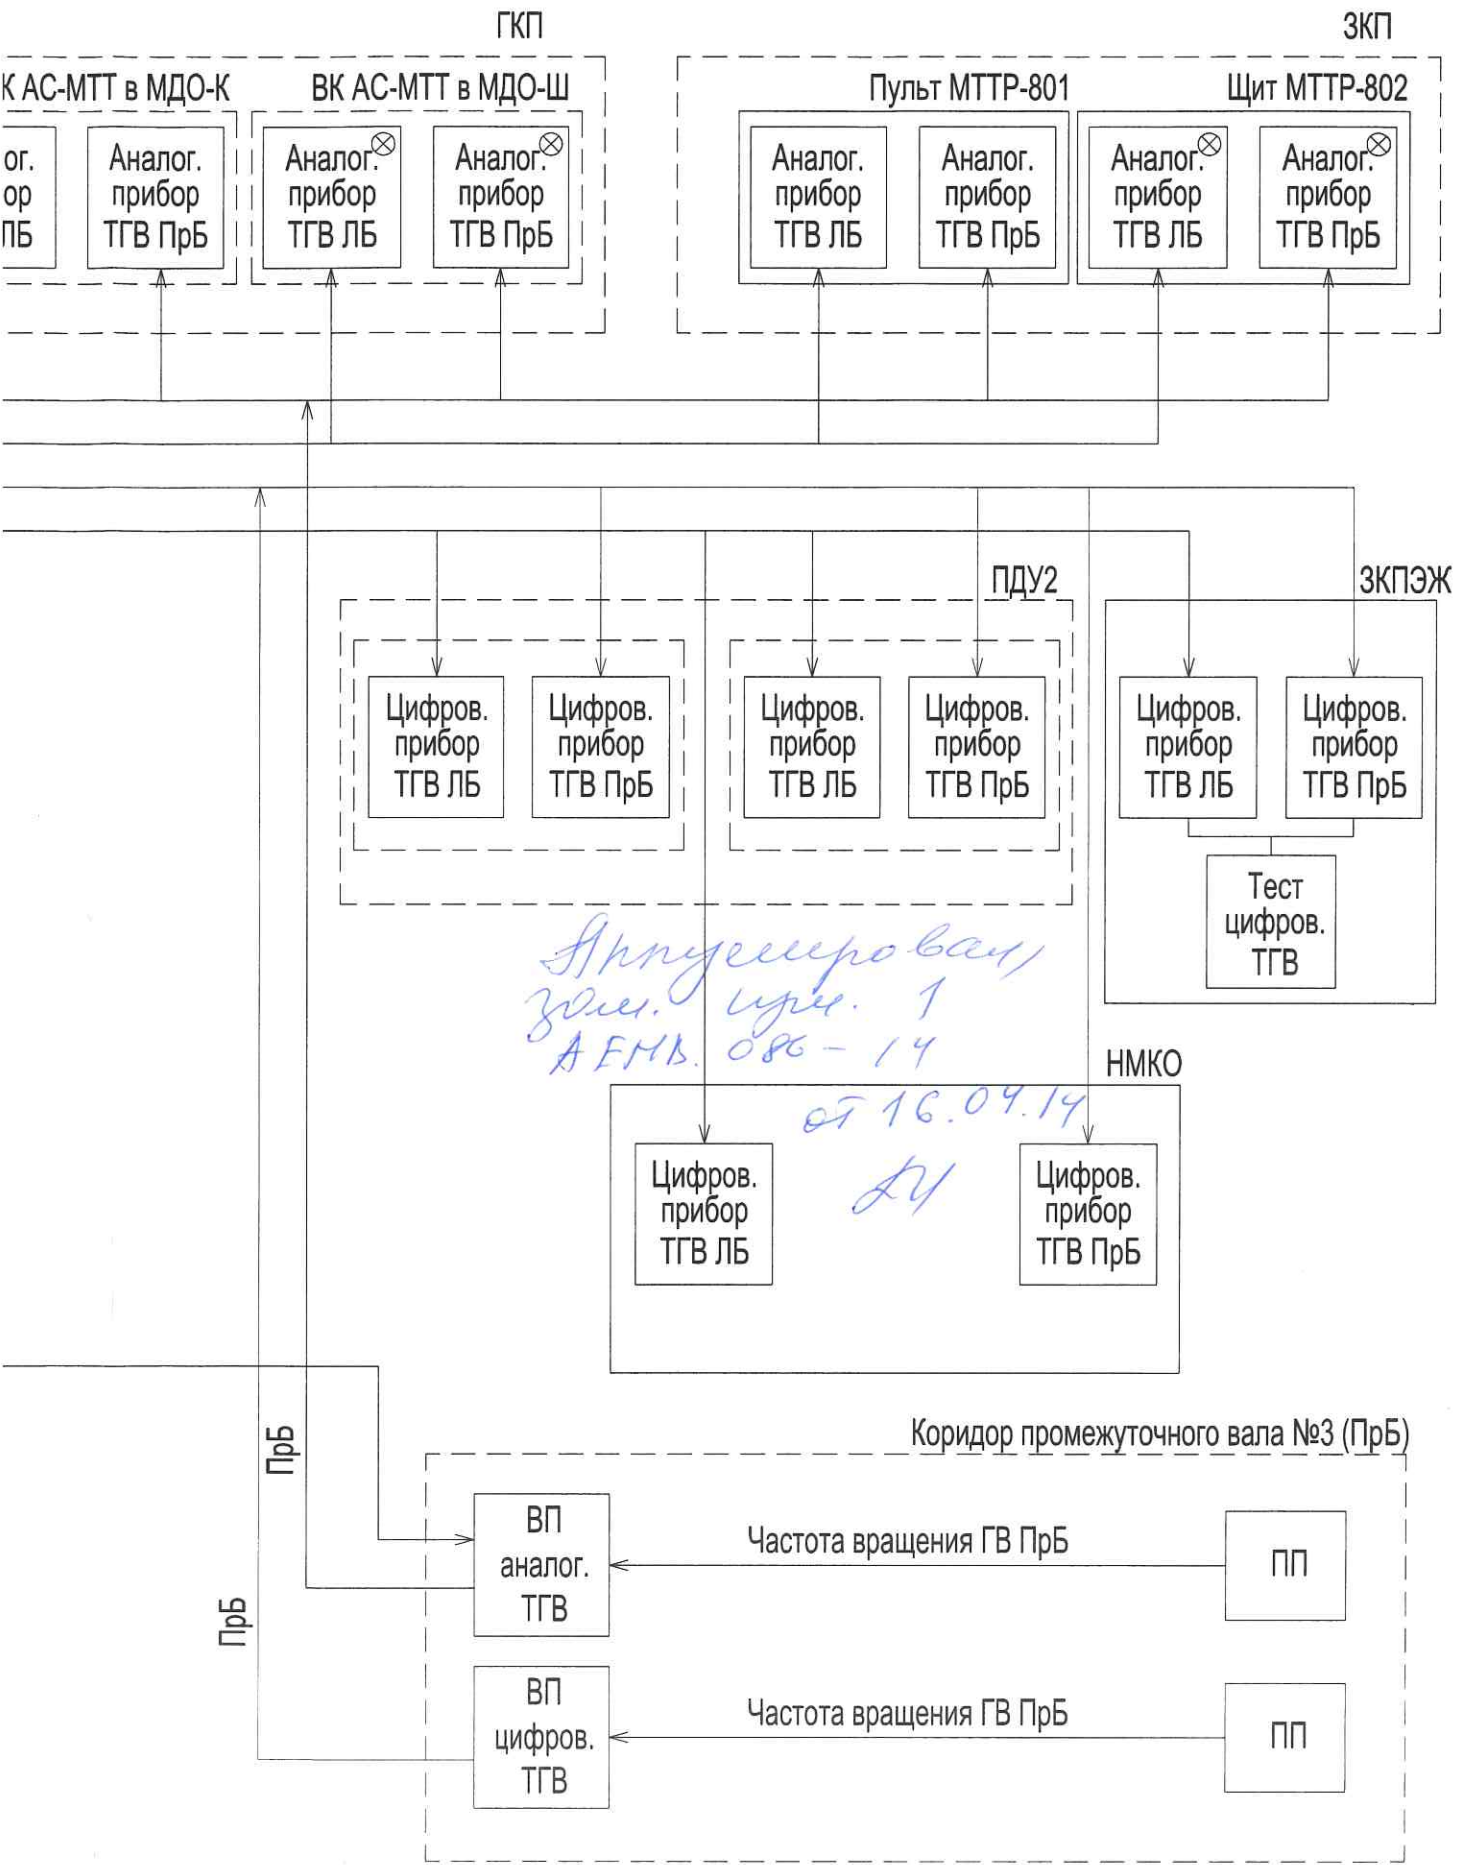 ГКП
ЗКП
К АС-МТТ в МДО-К
ВК АС-МТТ в МДО-Ш
Пульт МТТР-801
Щит МТТР-802
ог.
ор
ЛБ
Аналог.
прибор
ТГВ ПрБ
Аналог.
прибор
ТГВ ЛБ
Аналог.
прибор
ТГВ ПрБ
Аналог.
прибор
ТГВ ЛБ
Аналог.
прибор
ТГВ ПрБ
Аналог.
прибор
ТГВ ЛБ
Аналог.
прибор
ТГВ ПрБ
ПДУ2
ЗКПЭЖ
Цифров.
прибор
ТГВ ЛБ
Цифров.
прибор
ТГВ ПрБ
Цифров.
прибор
ТГВ ЛБ
Цифров.
прибор
ТГВ ПрБ
Цифров.
прибор
ТГВ ЛБ
Цифров.
прибор
ТГВ ПрБ
Тест
цифров.
ТГВ
1
086-14
НМКО
от 16.04.14
Цифров.
прибор
ТГВ ЛБ
Цифров.
прибор
ТГВ ПрБ
Коридор промежуточного вала №3 (ПрБ)
ПрБ
ВП
аналог.
ТГВ
Частота вращения ГВ ПрБ
ПП
ПрБ
ВП
цифров.
ТГВ
Частота вращения ГВ ПрБ
ПП